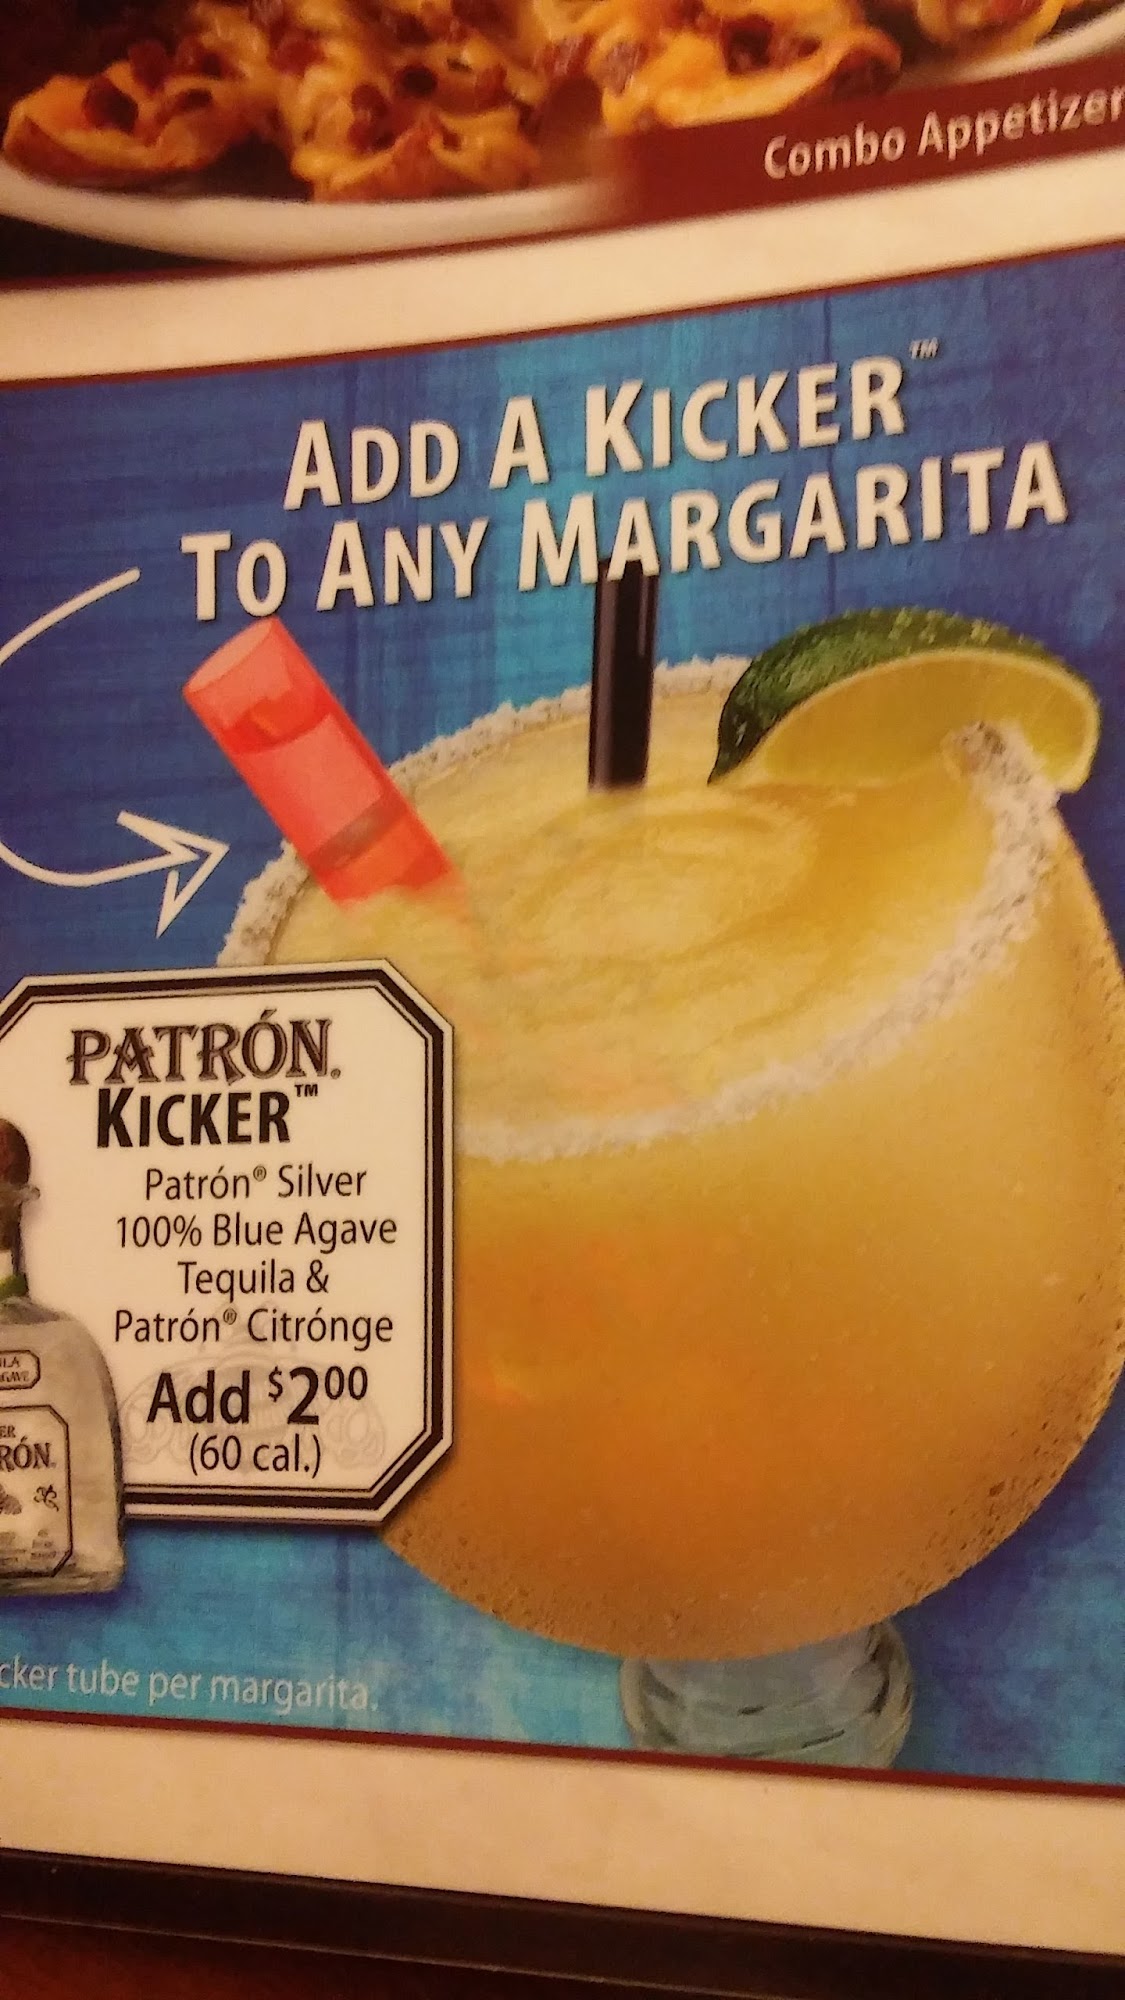 Combo Appetizer
ADD A KICKER™
TO ANY MARGARITA
PATRÓN®
KICKER™
Patrón® Silver
100% Blue Agave
Tequila &
Patrón® Citrónge
Add $2.00
(60 cal.)
RÓN.
tube per margarita.